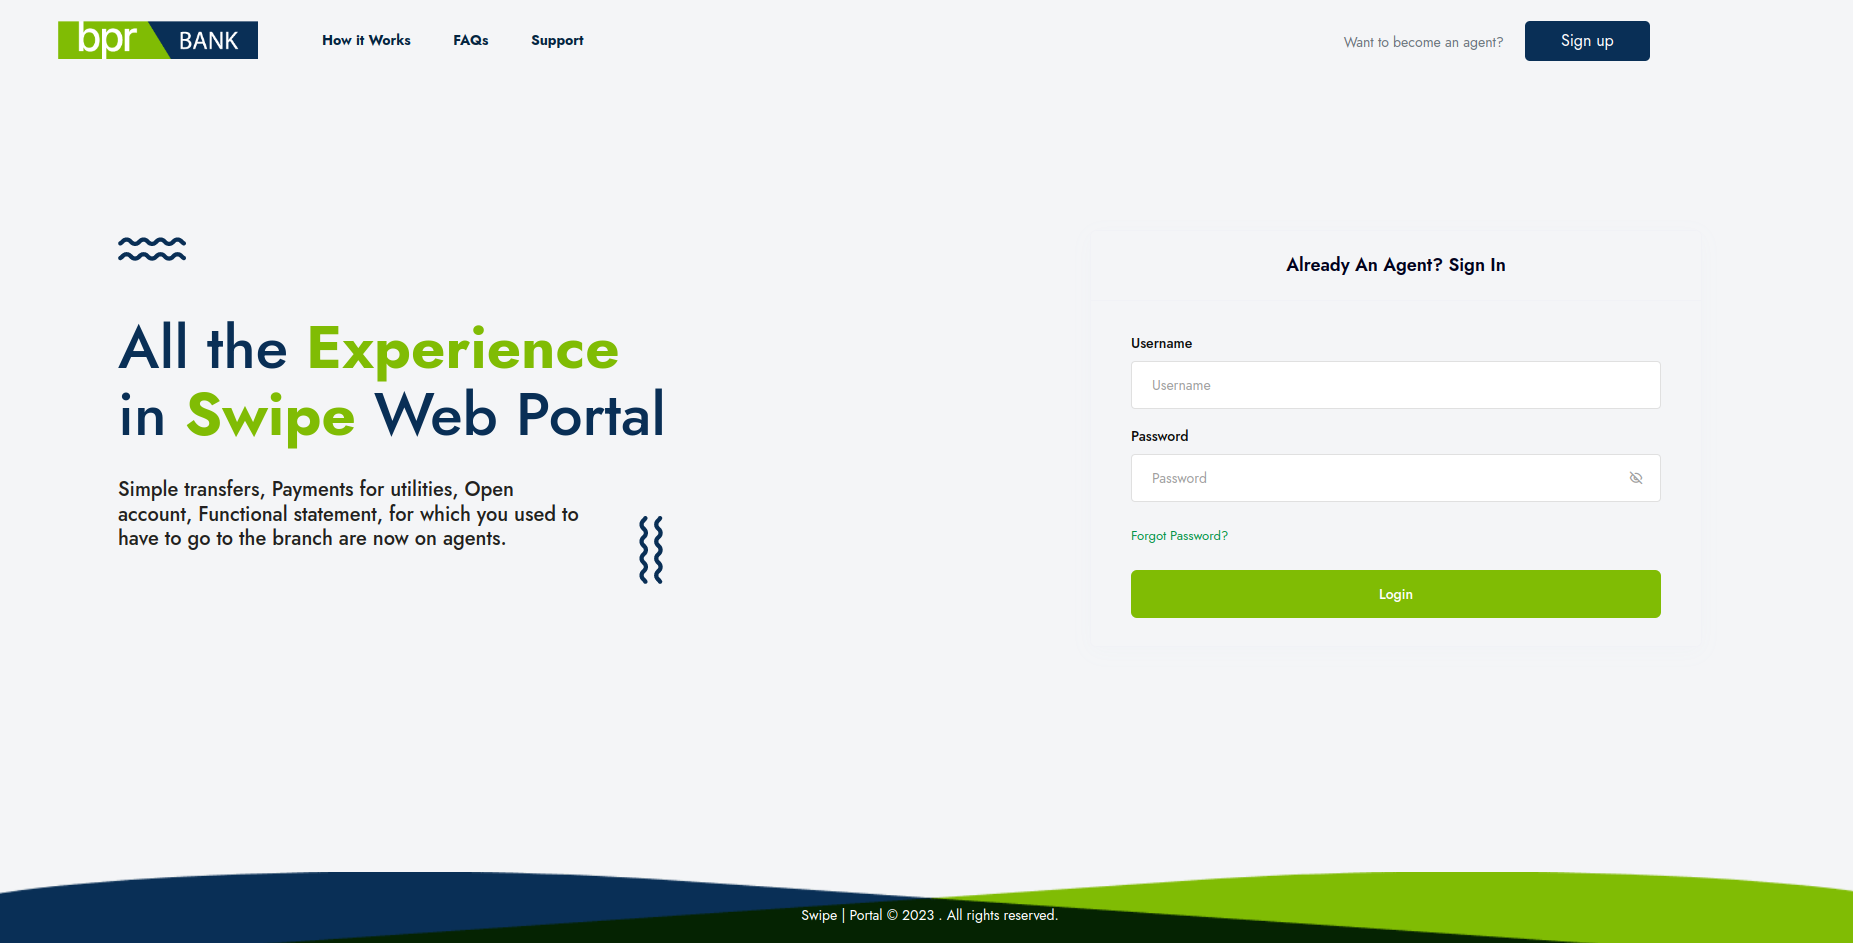 bpr BANK
How it Works
FAQs
Support
Want to become an agent?
Sign up
All the Experience
in Swipe Web Portal
Simple transfers, Payments for utilities, Open
account, Functional statement, for which you used to
have to go to the branch are now on agents.
Already An Agent? Sign In
Username
Username
Password
Password
Forgot Password?
Login
Swipe | Portal © 2023 . All rights reserved.